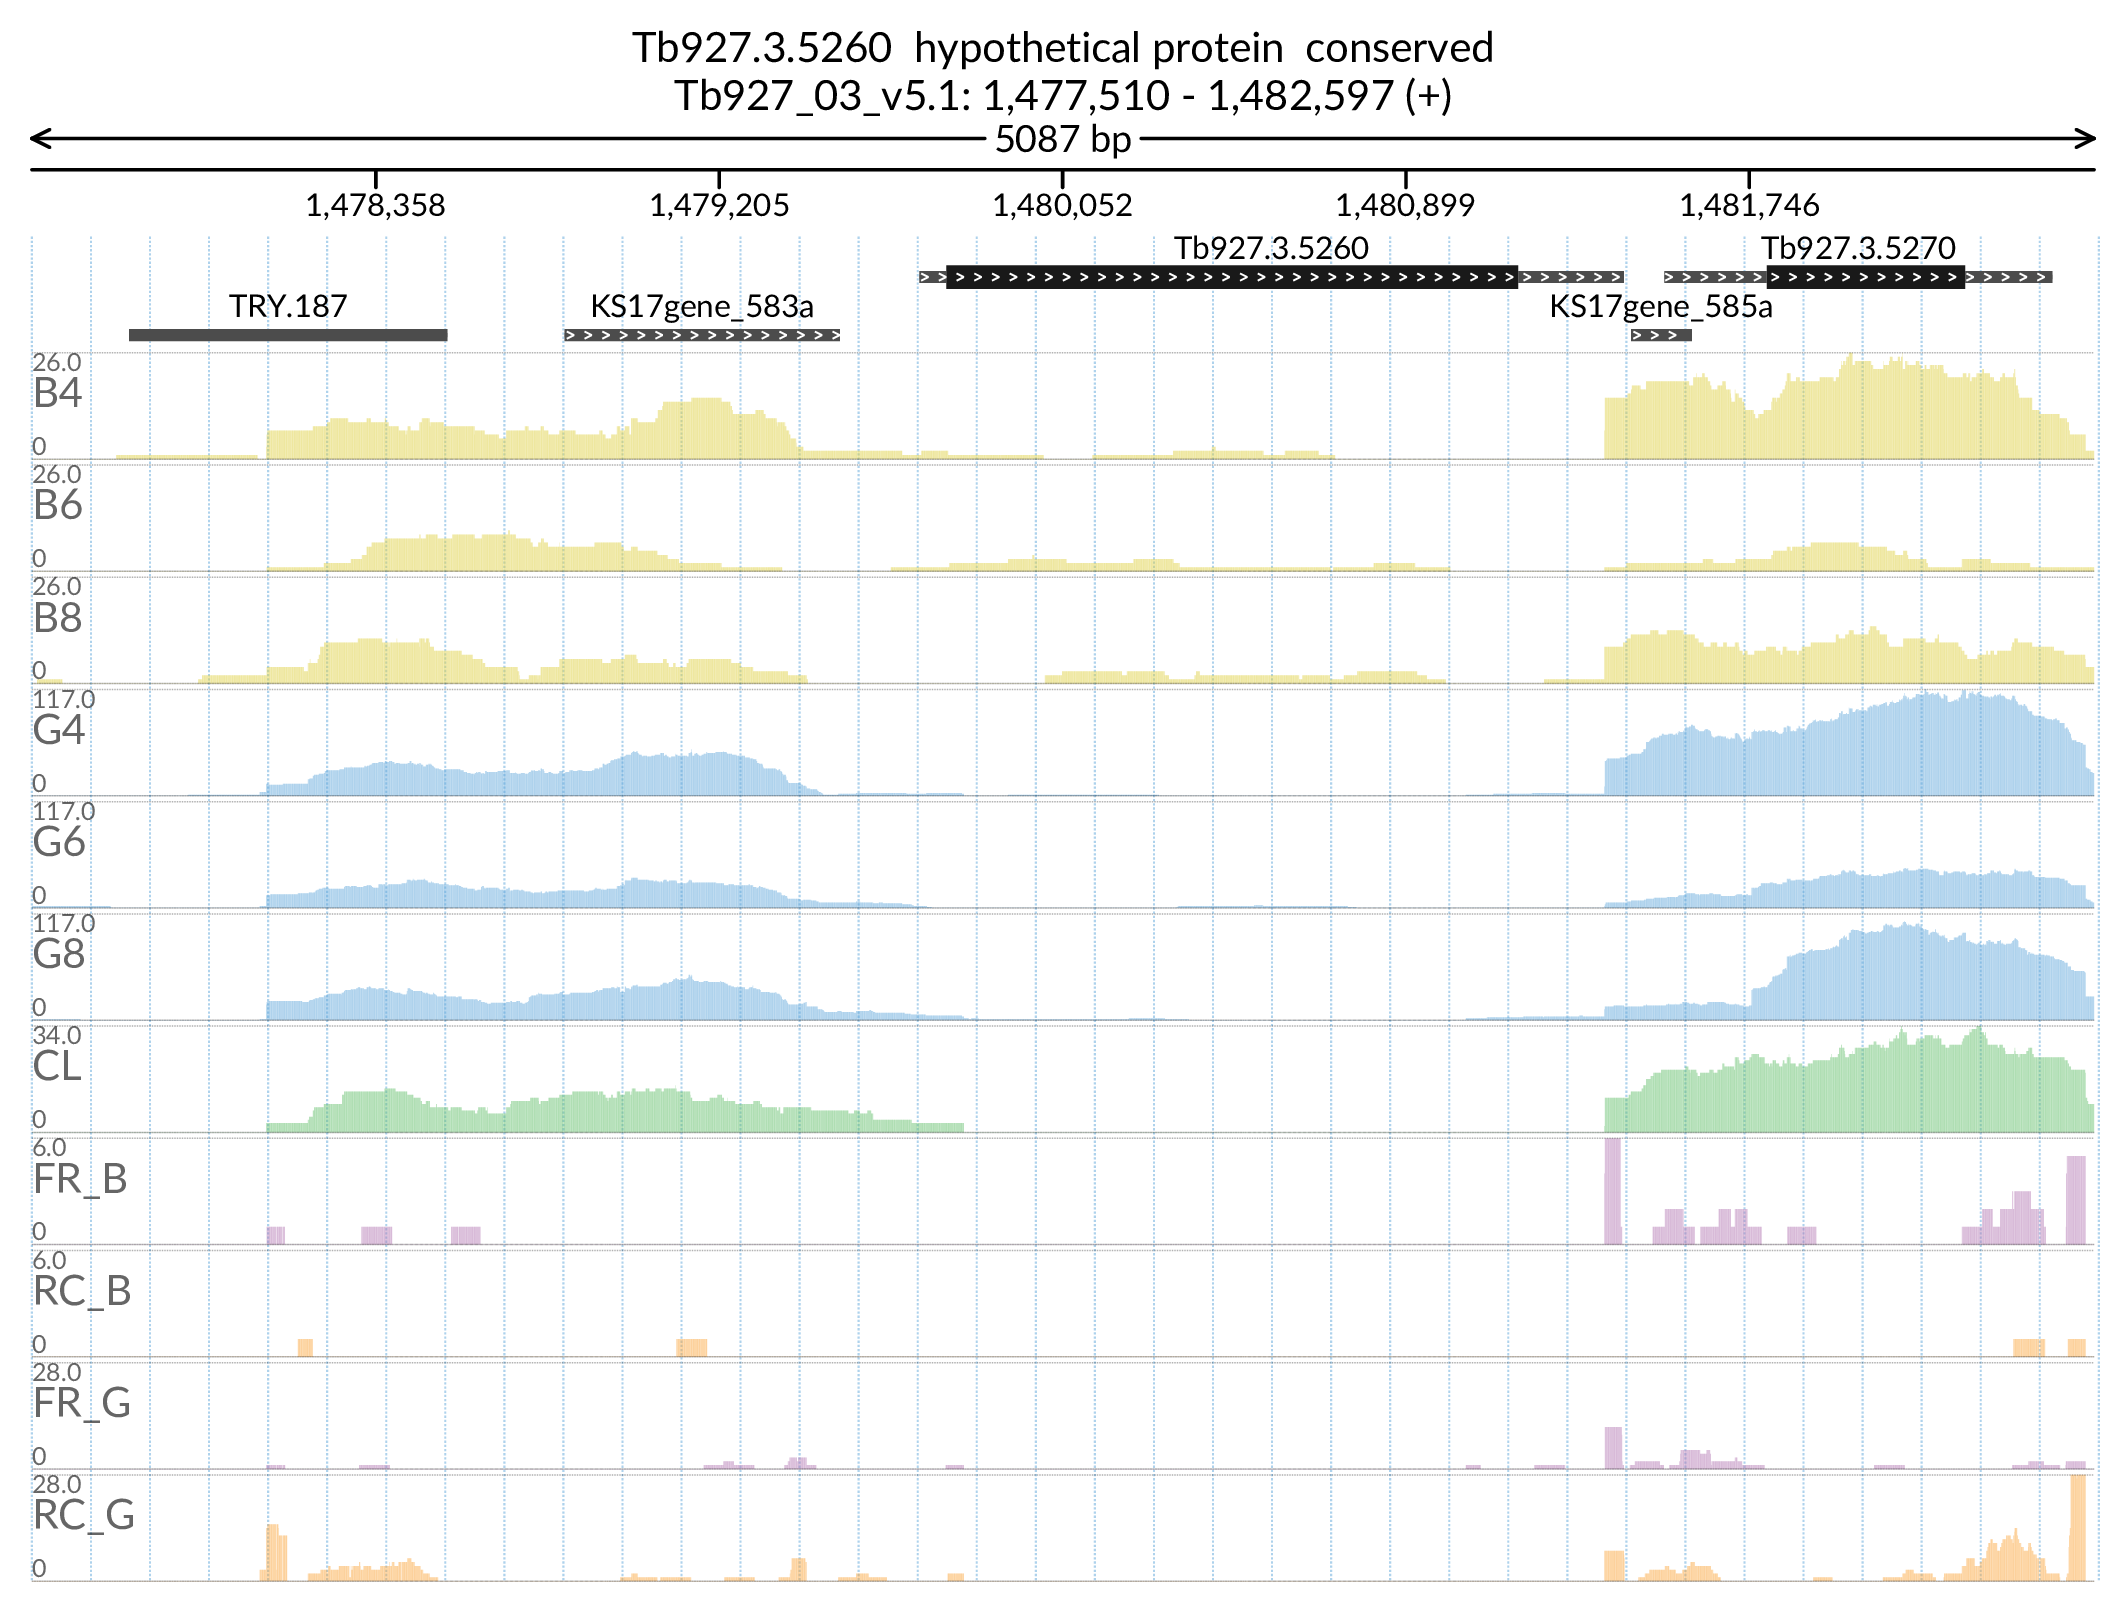 Tb927.3.5260 hypothetical protein conserved
Tb927_03_v5.1: 1,477,510 - 1,482,597 (+)
5087 bp
1,478,358 1,479,205 1,480,052 1,480,899 1,481,746
Tb927.3.5260 Tb927.3.5270
TRY.187 KS17gene_583a KS17gene_585a
26.0
B4
0
26.0
B6
0
26.0
B8
0
117.0
G4
0
117.0
G6
0
117.0
G8
0
34.0
CL
0
6.0
FR_B
0
6.0
RC_B
0
28.0
FR_G
0
28.0
RC_G
0